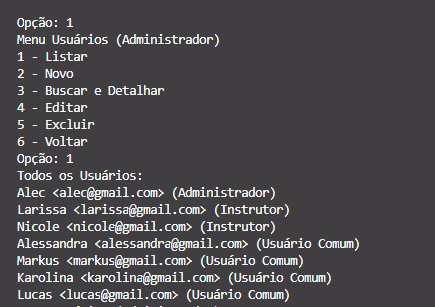 Opção: 1
Menu Usuários (Administrador)
1 - Listar
2 - Novo
3 - Buscar e Detalhar
4 - Editar
5 - Excluir
6 - Voltar
Opção: 1
Todos os Usuários:
Alec <alec@gmail.com> (Administrador)
Larissa <larissa@gmail.com> (Instrutor)
Nicole <nicole@gmail.com> (Instrutor)
Alessandra <alessandra@gmail.com> (Usuário Comum)
Markus <markus@gmail.com> (Usuário Comum)
Karolina <karolina@gmail.com> (Usuário Comum)
Lucas <lucas@gmail.com> (Usuário Comum)